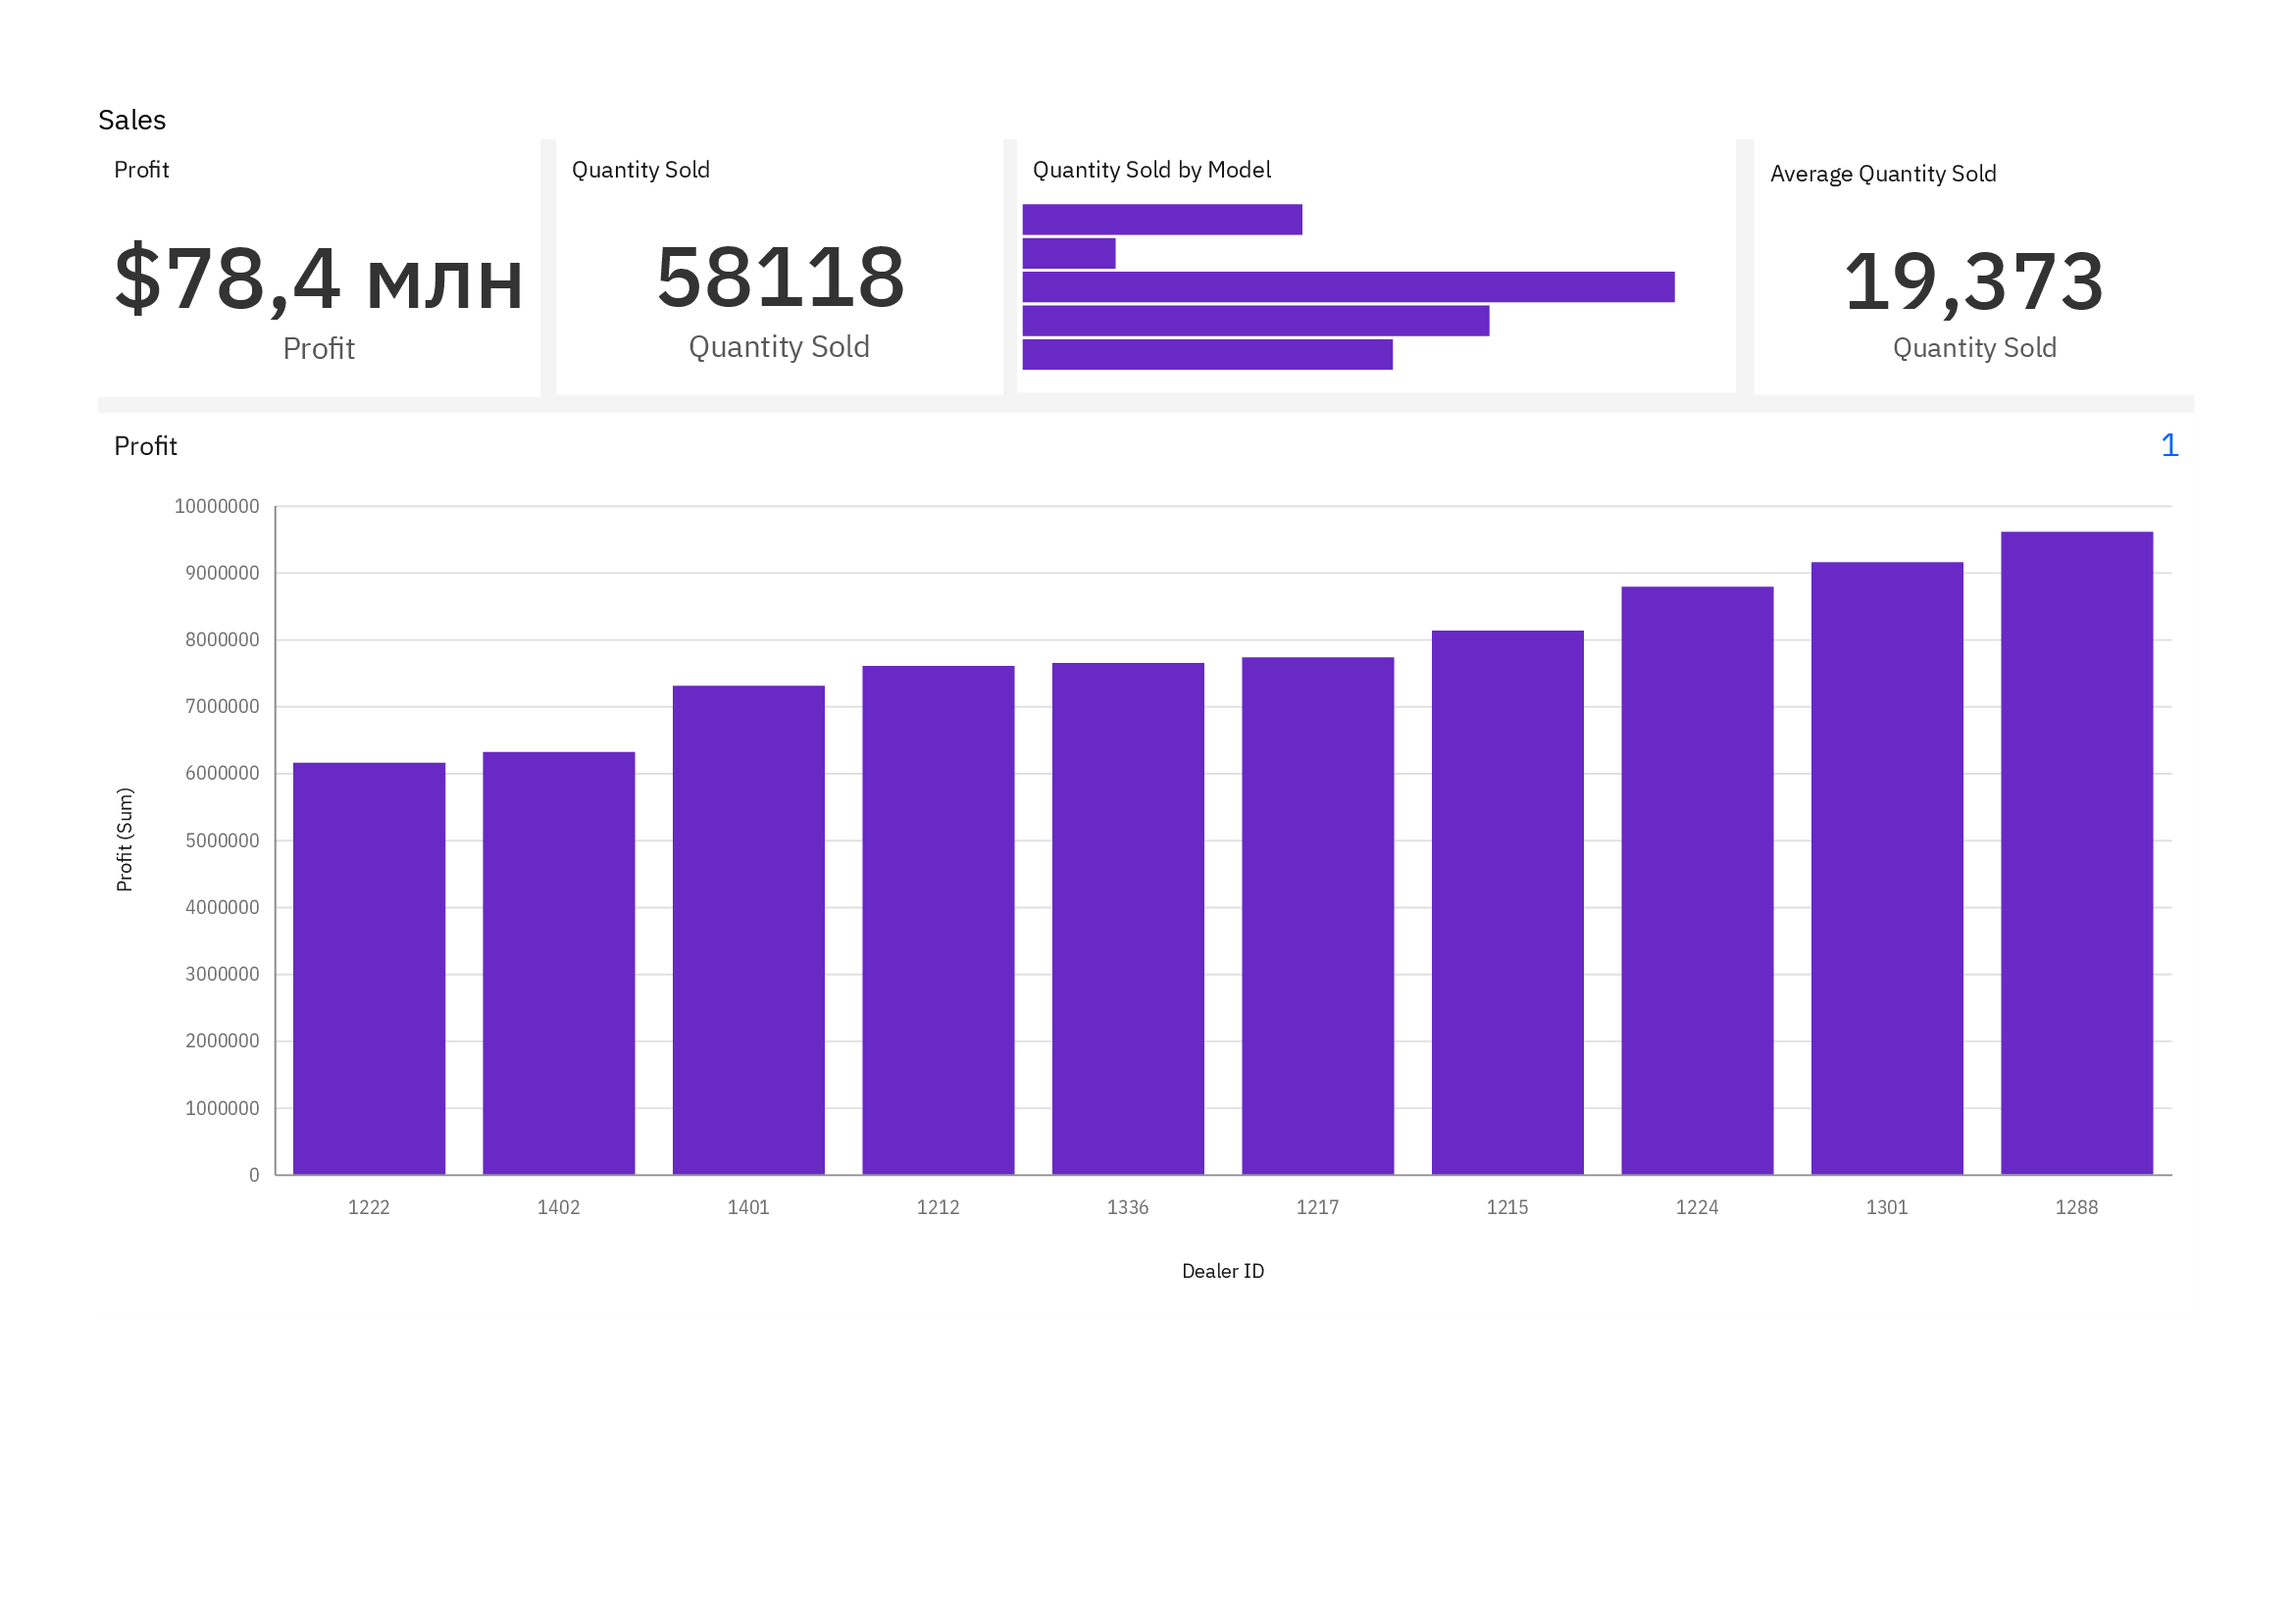 Sales
Profit
$78,4 млн
Profit
Quantity Sold
58118
Quantity Sold
Quantity Sold by Model
Average Quantity Sold
19,373
Quantity Sold
Profit
1
10000000
9000000
8000000
7000000
6000000
5000000
4000000
3000000
2000000
1000000
0
Profit (Sum)
1222 1402 1401 1212 1336 1217 1215 1224 1301 1288
Dealer ID